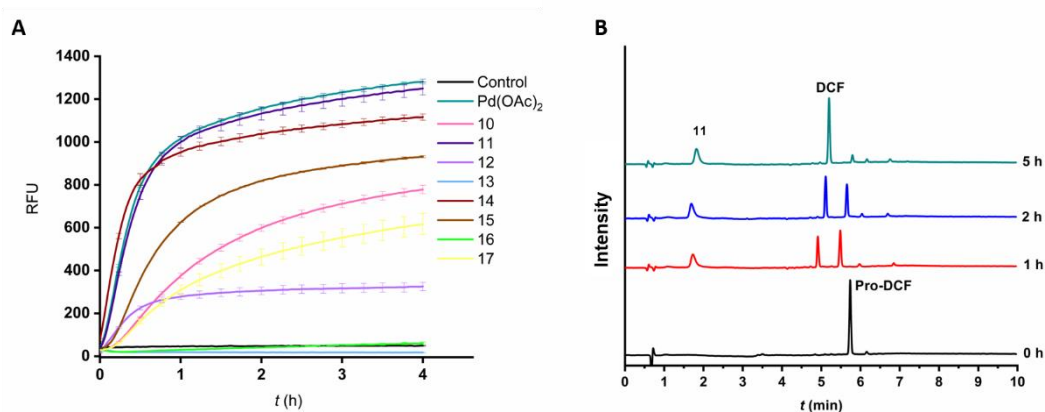 A
1400
1200
1000
800
600
400
200
0
RFU
0 1 2 3 4
t (h)
Control
Pd(OAc)2
10
11
12
13
14
15
16
17
B
Intensity
DCF
11
5 h
2 h
1 h
Pro-DCF
0 h
0 1 2 3 4 5 6 7 8 9 10
t (min)